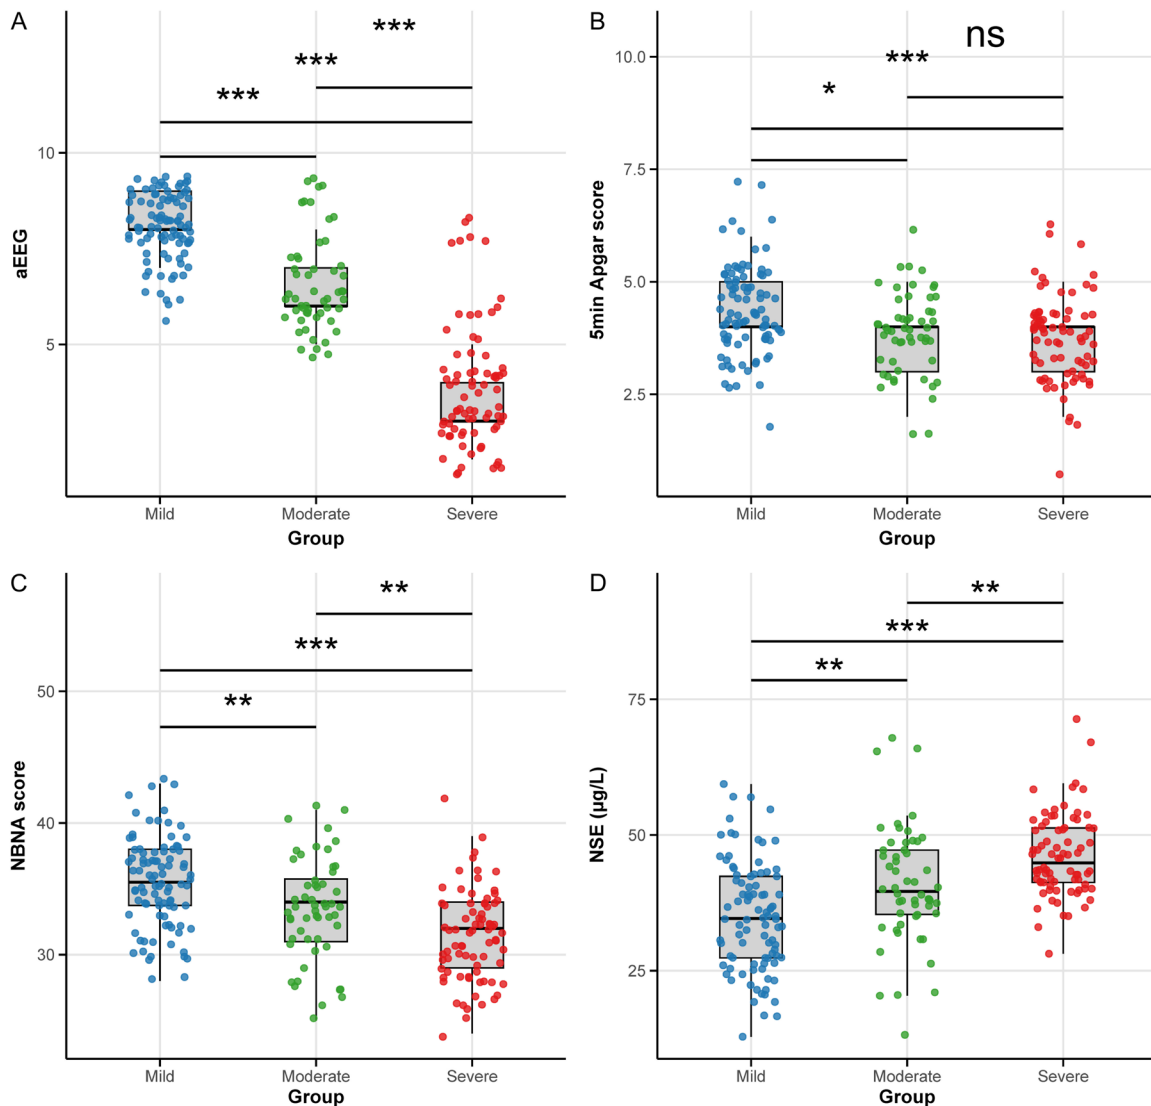 A
***
***
***
10
5
aEEG
Mild Moderate Severe
Group
B
ns
***
*
10.0
7.5
5.0
2.5
5min Apgar score
Mild Moderate Severe
Group
C
**
***
**
50
40
30
NBNA score
Mild Moderate Severe
Group
D
**
***
**
75
50
25
NSE (μg/L)
Mild Moderate Severe
Group